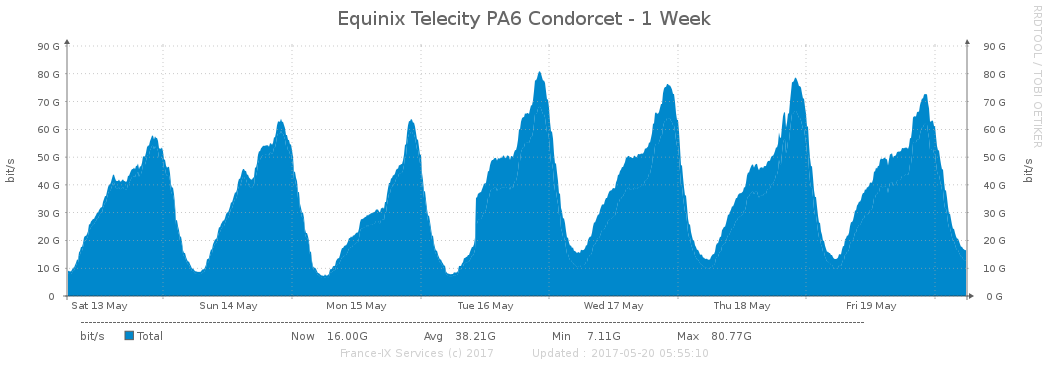 Equinix Telecity PA6 Condorcet - 1 Week
RRDTOOL / TOBI OETIKER
bit/s
90 G
80 G
70 G
60 G
50 G
40 G
30 G
20 G
10 G
0
90 G
80 G
70 G
60 G
50 G
40 G
30 G
20 G
10 G
0 G
bit/s
Sat 13 May Sun 14 May Mon 15 May Tue 16 May Wed 17 May Thu 18 May Fri 19 May
bit/s Total Now 16.00G Avg 38.21G Min 7.11G Max 80.77G
France-IX Services (c) 2017 Updated : 2017-05-20 05:55:10